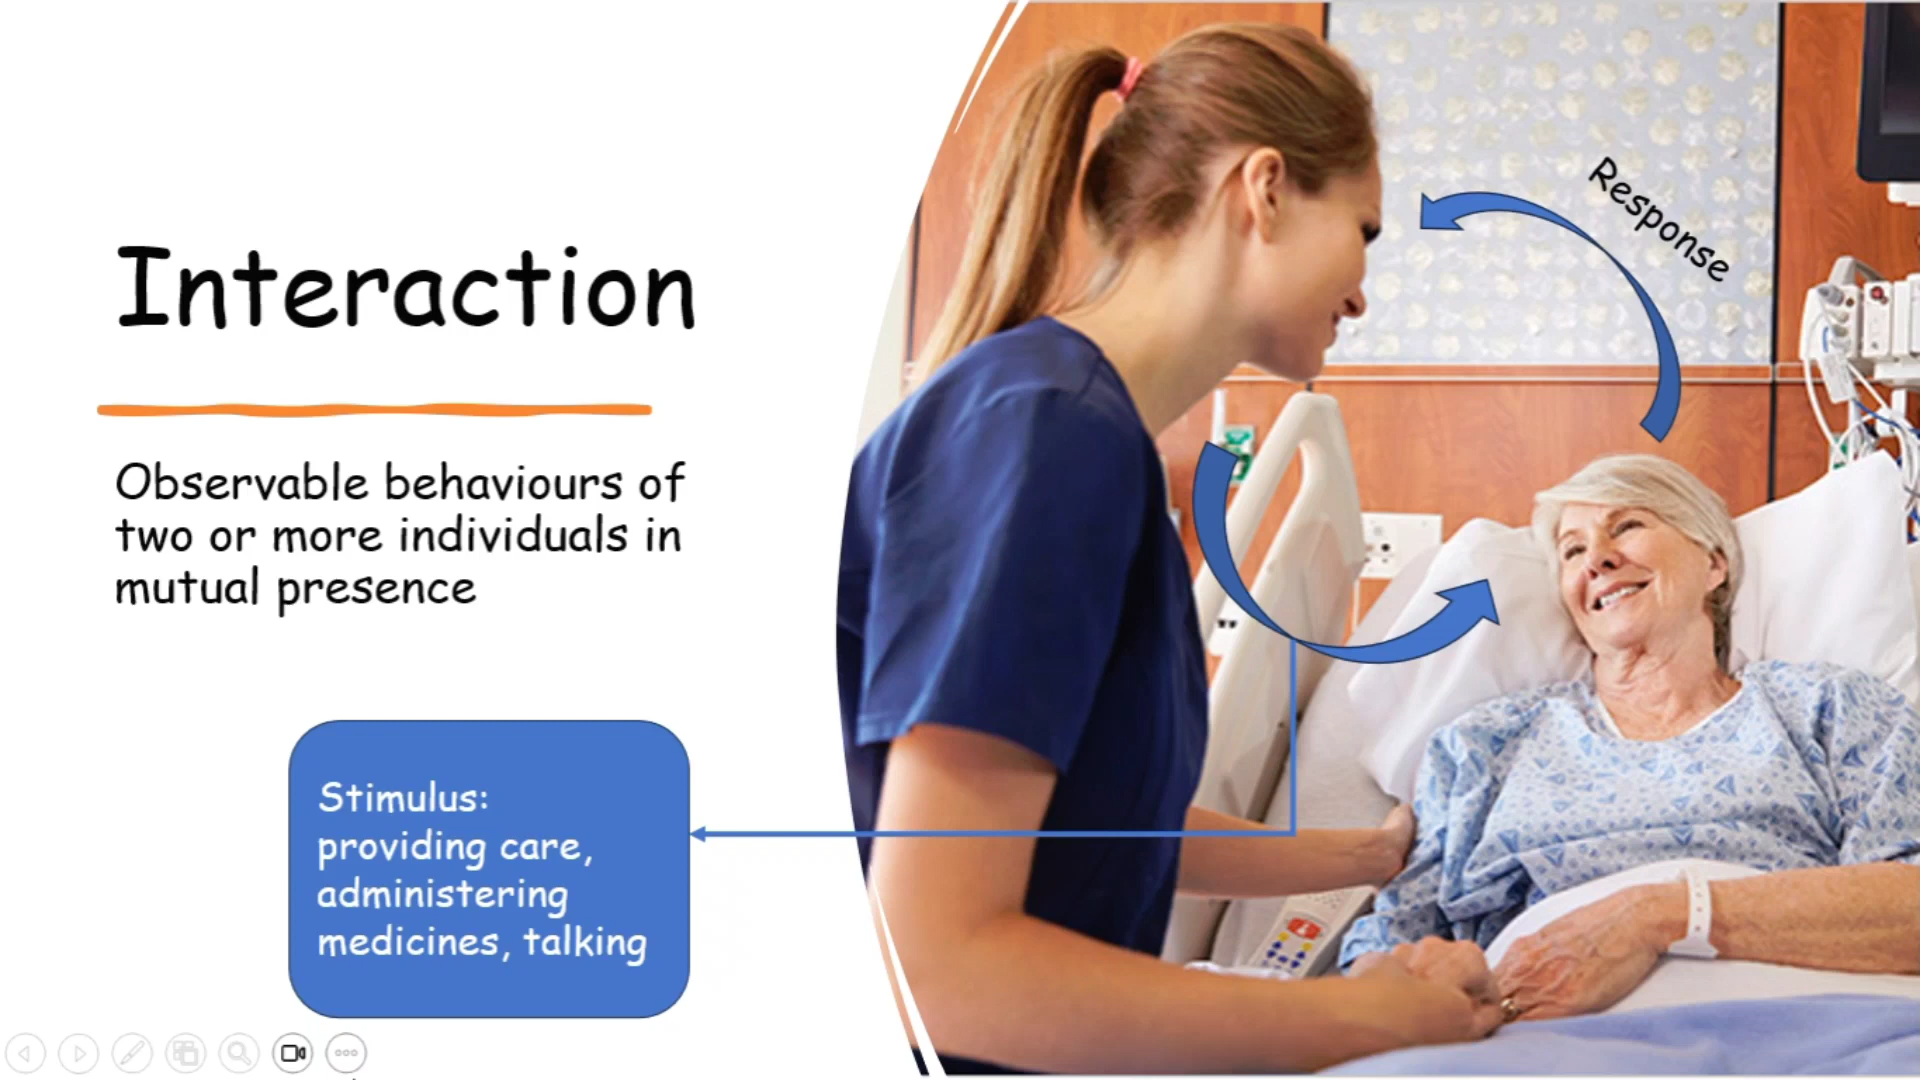 Interaction
Observable behaviours of
two or more individuals in
mutual presence
Response
Stimulus:
providing care,
administering
medicines, talking